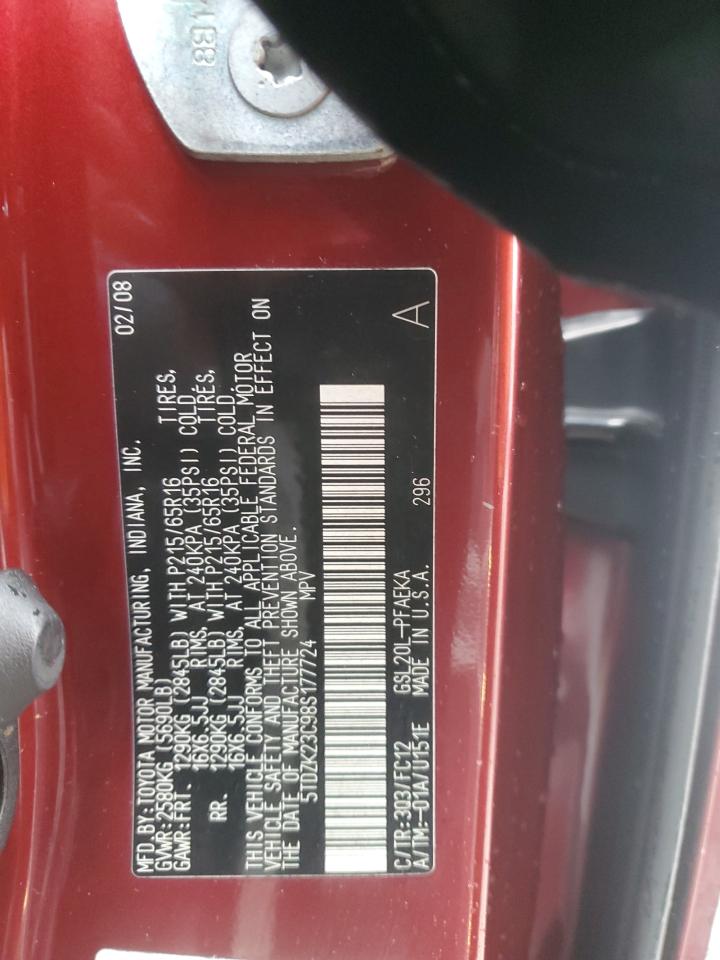 MFD.BY:TOYOTA MOTOR MANUFACTURING, INDIANA, INC. 02/08
GVWR:2580KG (5690LB)
GAWR:FRT. 1290KG (2845LB) WITH P215/65R16 TIRES,
16X6.5JJ RIMS, AT 240KPA (35PSI) COLD.
RR. 1290KG (2845LB) WITH P215/65R16 TIRES,
16X6.5JJ RIMS, AT 240KPA (35PSI) COLD.
THIS VEHICLE CONFORMS TO ALL APPLICABLE FEDERAL MOTOR
VEHICLE SAFETY AND THEFT PREVENTION STANDARDS IN EFFECT ON
THE DATE OF MANUFACTURE SHOWN ABOVE.
5TDZK23C98S177724 MPV
C/TR:303/FC12 GSL20L-PFAEKA A
A/TM:-01A/U151E MADE IN U.S.A. 296